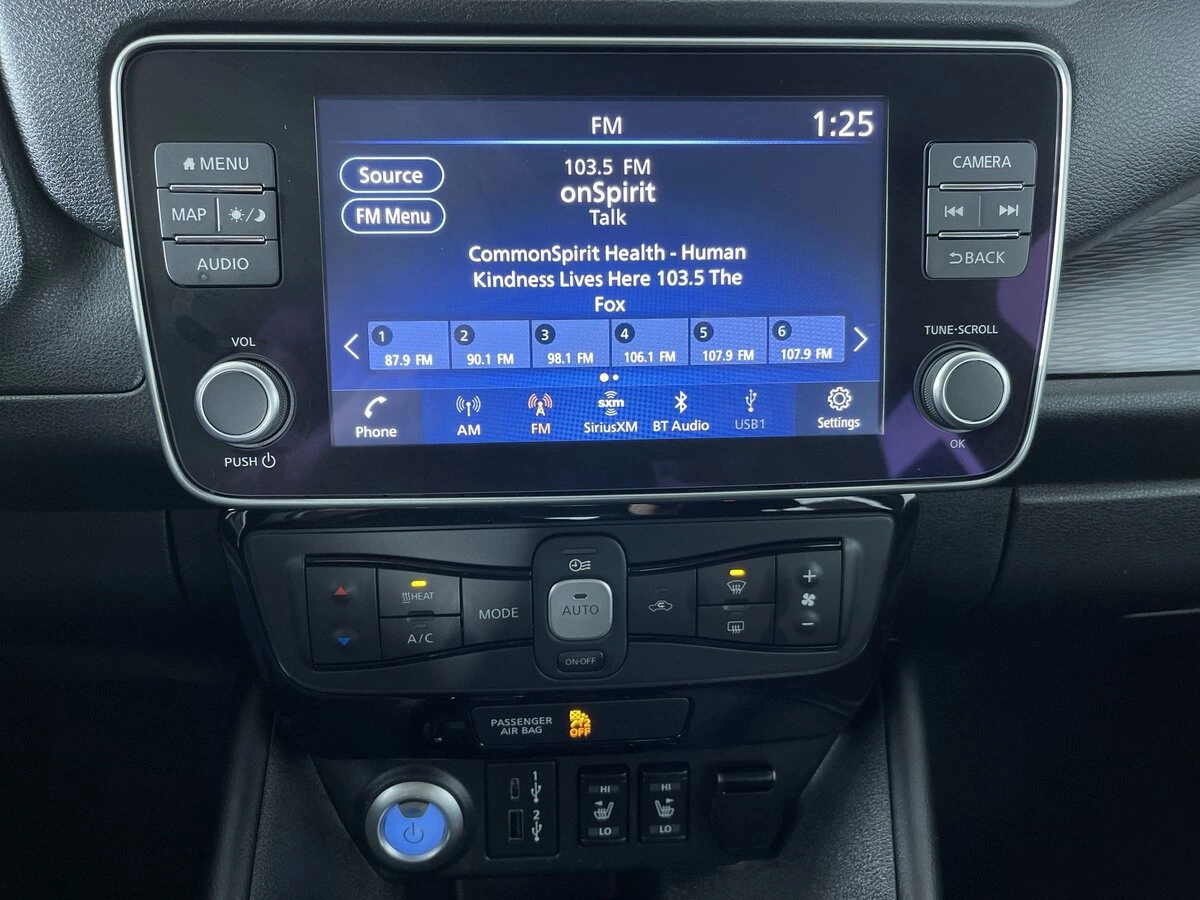 FM
1:25
MENU
MAP
AUDIO
VOL
PUSH
Source
FM Menu
103.5 FM
onSpirit
Talk
CommonSpirit Health - Human
Kindness Lives Here 103.5 The
Fox
1
87.9 FM
2
90.1 FM
3
98.1 FM
4
106.1 FM
5
107.9 FM
6
107.9 FM
Phone
AM
FM
sxm
SiriusXM
BT Audio
USB1
Settings
CAMERA
BACK
TUNE·SCROLL
OK
HEAT
A/C
MODE
AUTO
ON·OFF
+
−
PASSENGER
AIR BAG
OFF
1
2
HI
LO
HI
LO